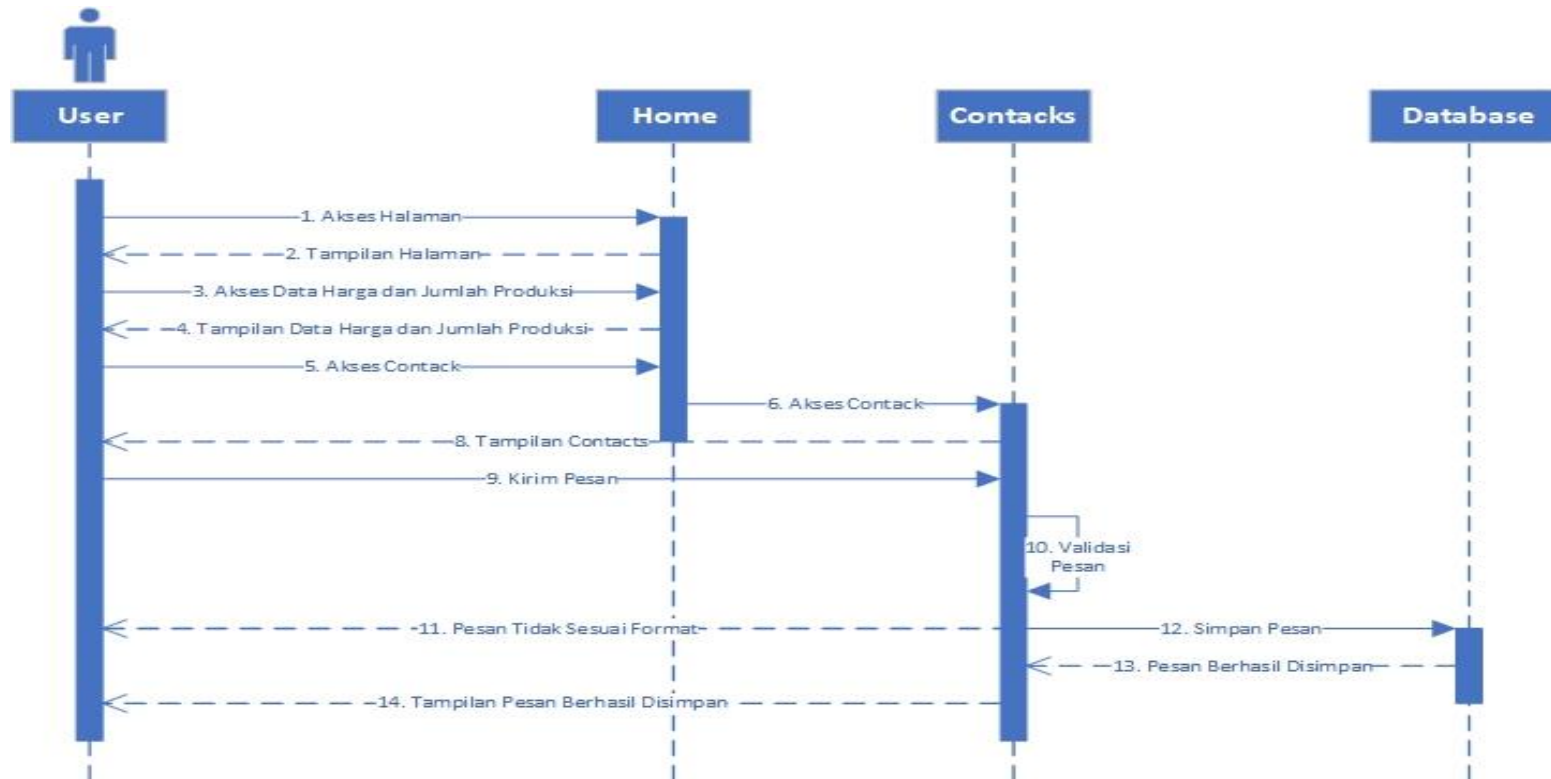 User
Home
Contacks
Database
1. Akses Halaman
2. Tampilan Halaman
3. Akses Data Harga dan Jumlah Produksi
4. Tampilan Data Harga dan Jumlah Produksi
5. Akses Contack
6. Akses Contack
8. Tampilan Contacts
9. Kirim Pesan
10. Validasi
Pesan
11. Pesan Tidak Sesuai Format
12. Simpan Pesan
13. Pesan Berhasil Disimpan
14. Tampilan Pesan Berhasil Disimpan